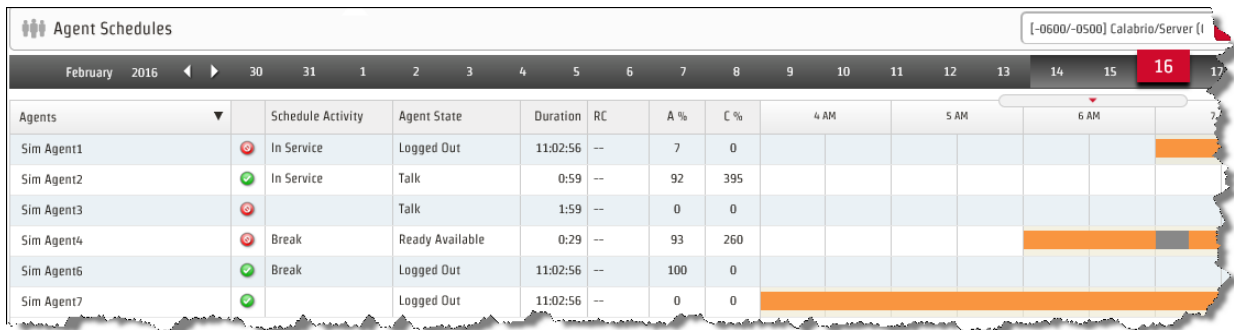 Agent Schedules
[-0600/-0500] Calabrio/Server (
February 2016 30 31 1 2 3 4 5 6 7 8 9 10 11 12 13 14 15 16 17
Agents Schedule Activity Agent State Duration RC A % C % 4 AM 5 AM 6 AM 7
Sim Agent1 In Service Logged Out 11:02:56 -- 7 0
Sim Agent2 In Service Talk 0:59 -- 92 395
Sim Agent3 Talk 1:59 -- 0 0
Sim Agent4 Break Ready Available 0:29 -- 93 260
Sim Agent6 Break Logged Out 11:02:56 -- 100 0
Sim Agent7 Logged Out 11:02:56 -- 0 0